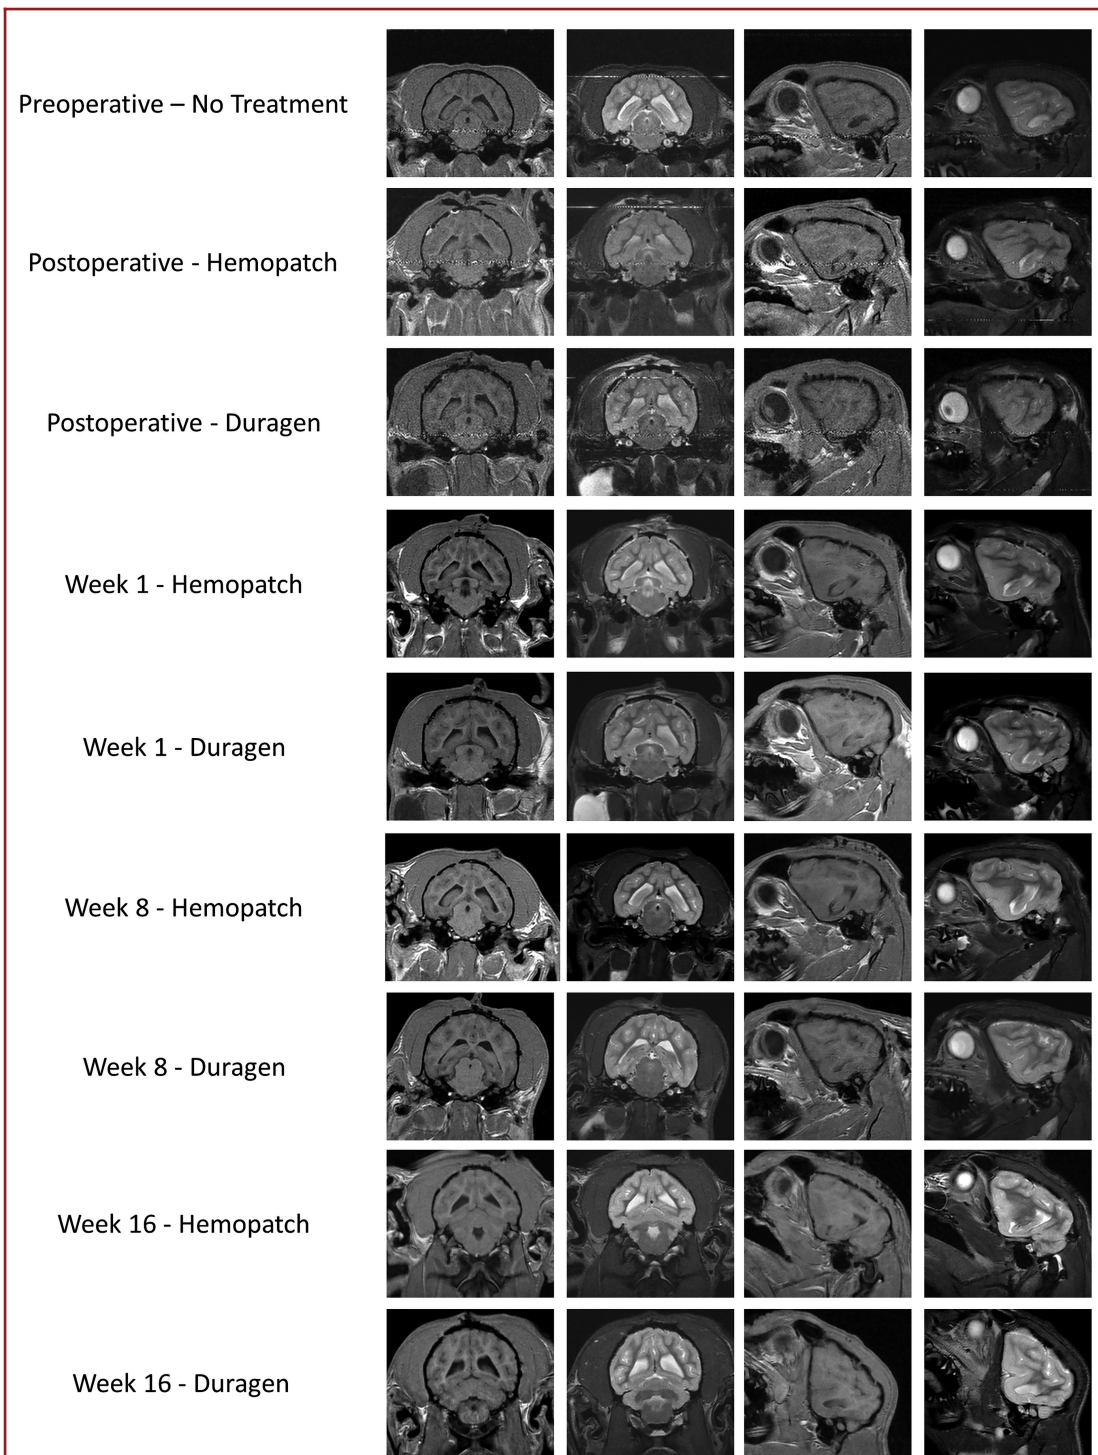 Preoperative – No Treatment
Postoperative - Hemopatch
Postoperative - Duragen
Week 1 - Hemopatch
Week 1 - Duragen
Week 8 - Hemopatch
Week 8 - Duragen
Week 16 - Hemopatch
Week 16 - Duragen